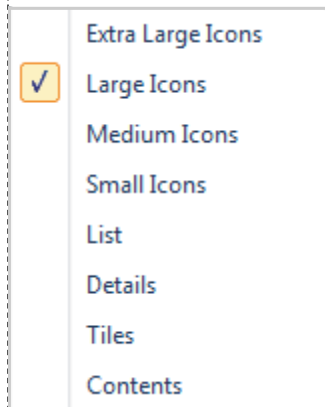 Extra Large Icons
Large Icons
Medium Icons
Small Icons
List
Details
Tiles
Contents